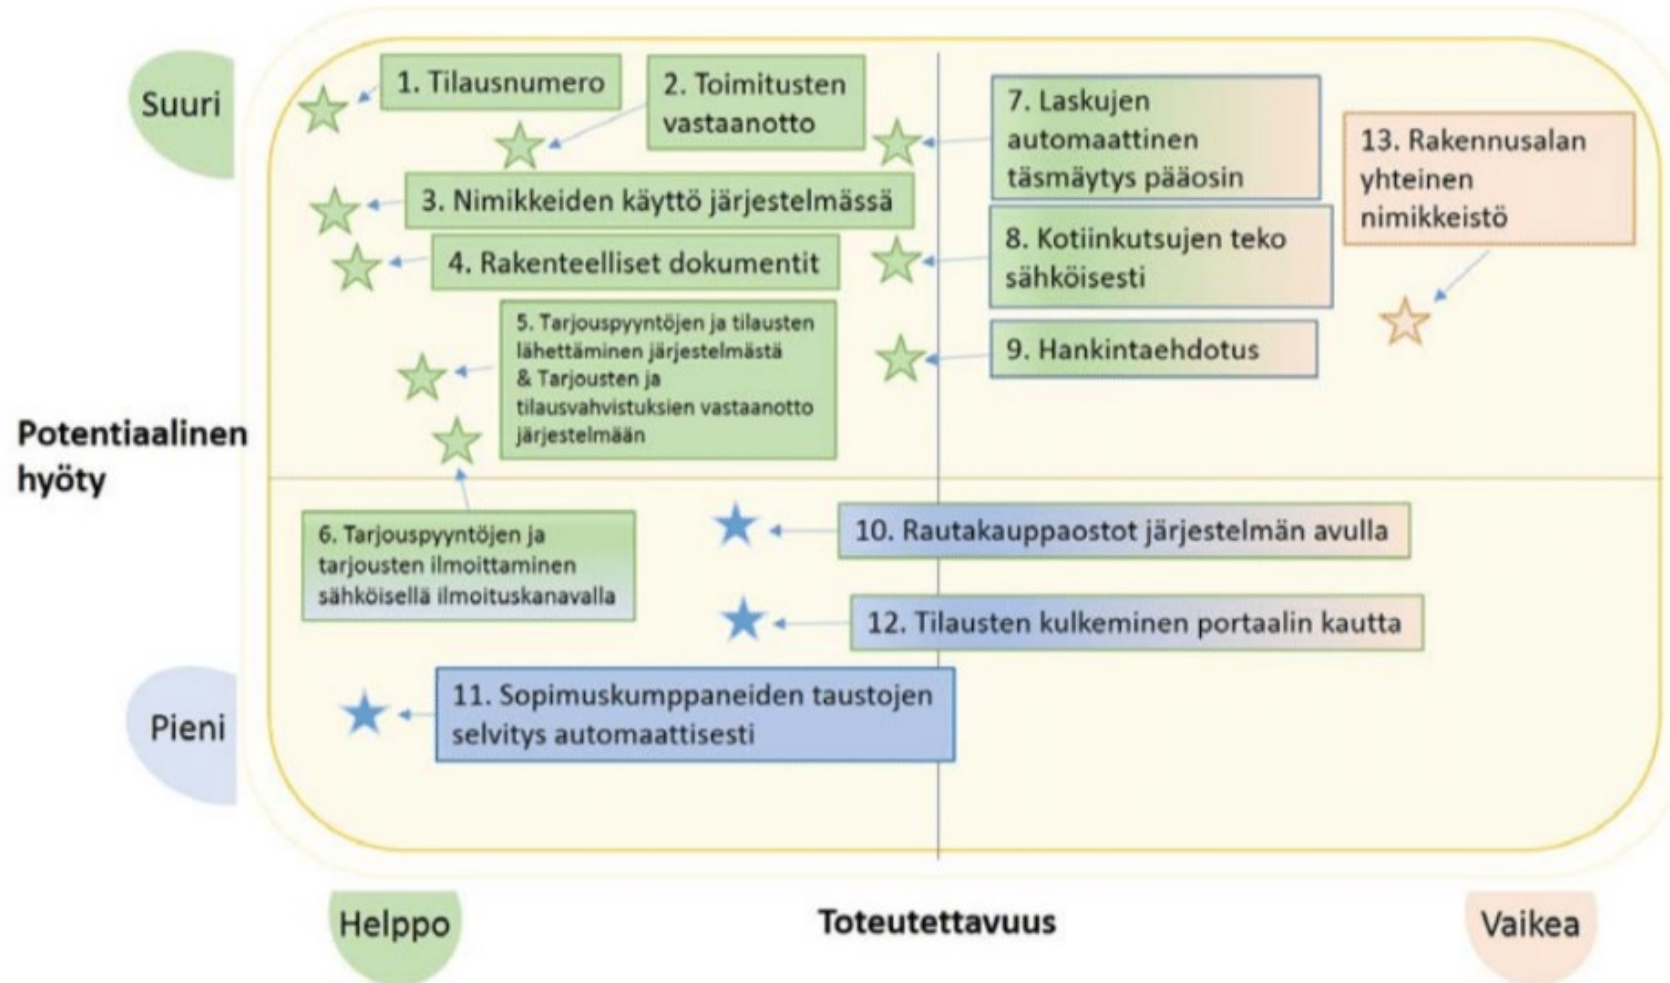 Suuri
1. Tilausnumero
2. Toimitusten
vastaanotto
3. Nimikkeiden käyttö järjestelmässä
4. Rakenteelliset dokumentit
5. Tarjouspyyntöjen ja tilausten
lähettäminen järjestelmästä
& Tarjousten ja
tilausvahvistuksien vastaanotto
järjestelmään
7. Laskujen
automaattinen
täsmäytys pääosin
8. Kotiinkutsujen teko
sähköisesti
9. Hankintaehdotus
13. Rakennusalan
yhteinen
nimikkeistö
Potentiaalinen
hyöty
6. Tarjouspyyntöjen ja
tarjousten ilmoittaminen
sähköisellä ilmoituskanavalla
10. Rautakauppaostot järjestelmän avulla
12. Tilausten kulkeminen portaalin kautta
11. Sopimuskumppaneiden taustojen
selvitys automaattisesti
Pieni
Helppo
Toteutettavuus
Vaikea